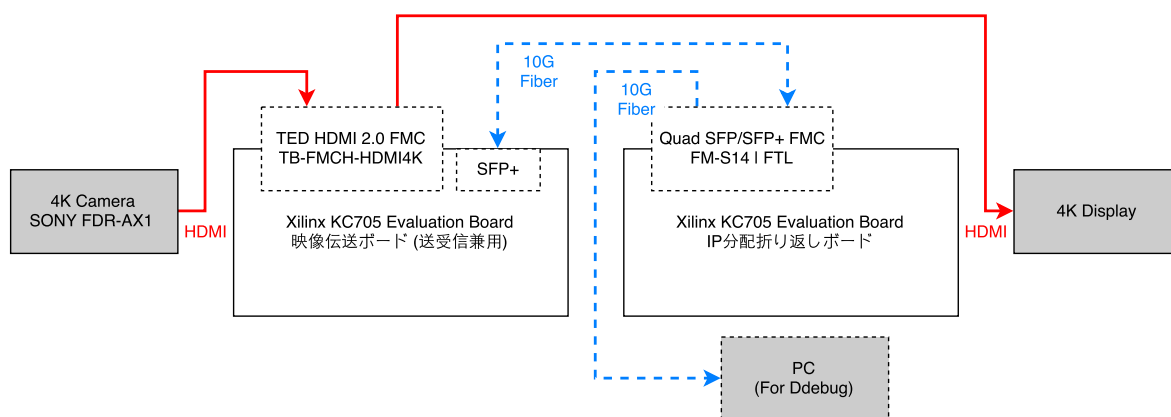 10G
Fiber
10G
Fiber
TED HDMI 2.0 FMC
TB-FMCH-HDMI4K
SFP+
Quad SFP/SFP+ FMC
FM-S14 | FTL
4K Camera
SONY FDR-AX1
HDMI
Xilinx KC705 Evaluation Board
映像伝送ボード (送受信兼用)
Xilinx KC705 Evaluation Board
IP分配折り返しボード
HDMI
4K Display
PC
(For Ddebug)